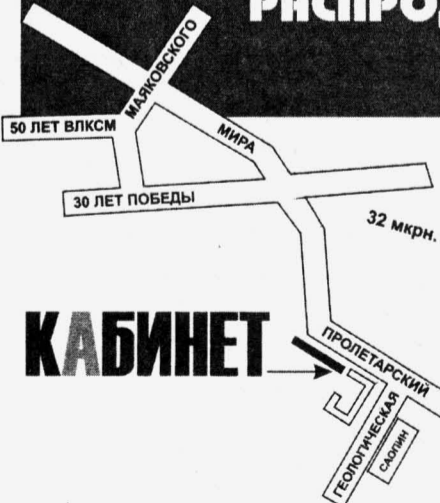 МАЯКОВСКОГО
50 ЛЕТ ВЛКСМ
МИРА
30 ЛЕТ ПОБЕДЫ
32 мкрн.
КАБИНЕТ
ПРОЛЕТАРСКИЙ
ГЕОЛОГИЧЕСКАЯ
САОПИН